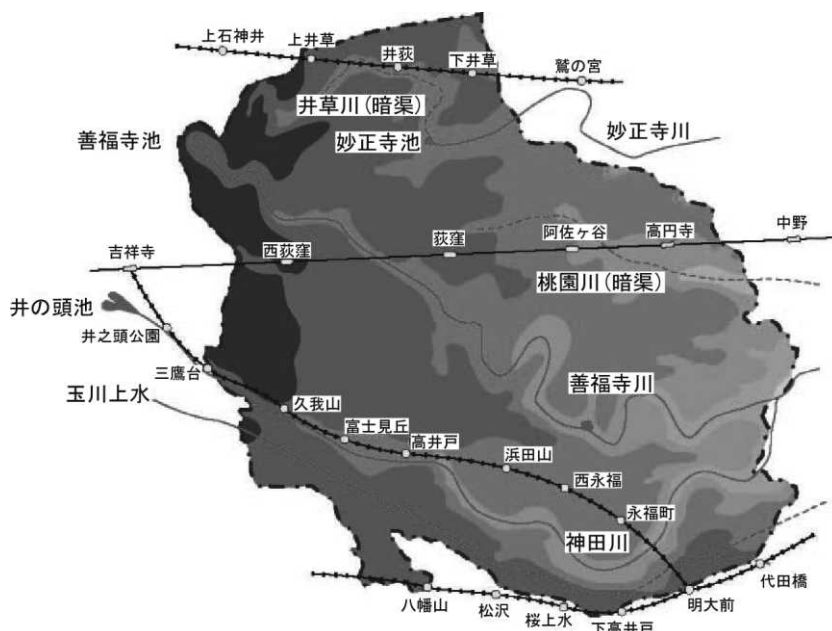 上石神井
上井草
井荻
下井草
鷺の宮
井草川(暗渠)
妙正寺池
妙正寺川
善福寺池
吉祥寺
西荻窪
荻窪
阿佐ヶ谷
高円寺
中野
桃園川(暗渠)
井の頭池
井之頭公園
三鷹台
玉川上水
久我山
富士見丘
高井戸
浜田山
西永福
永福町
善福寺川
神田川
八幡山
松沢
桜上水
下高井戸
明大前
代田橋